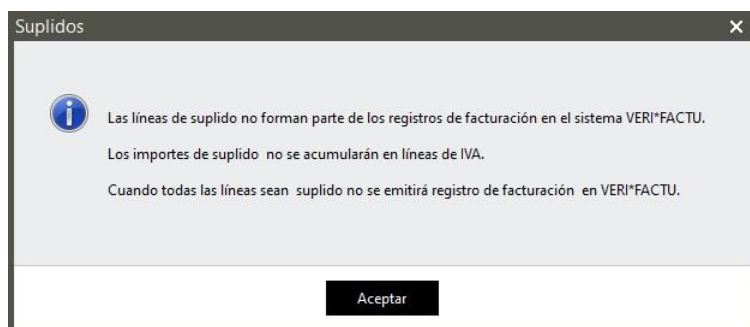 Suplidos
Las líneas de suplido no forman parte de los registros de facturación en el sistema VERI*FACTU.
Los importes de suplido no se acumularán en líneas de IVA.
Cuando todas las líneas sean suplido no se emitirá registro de facturación en VERI*FACTU.
Aceptar